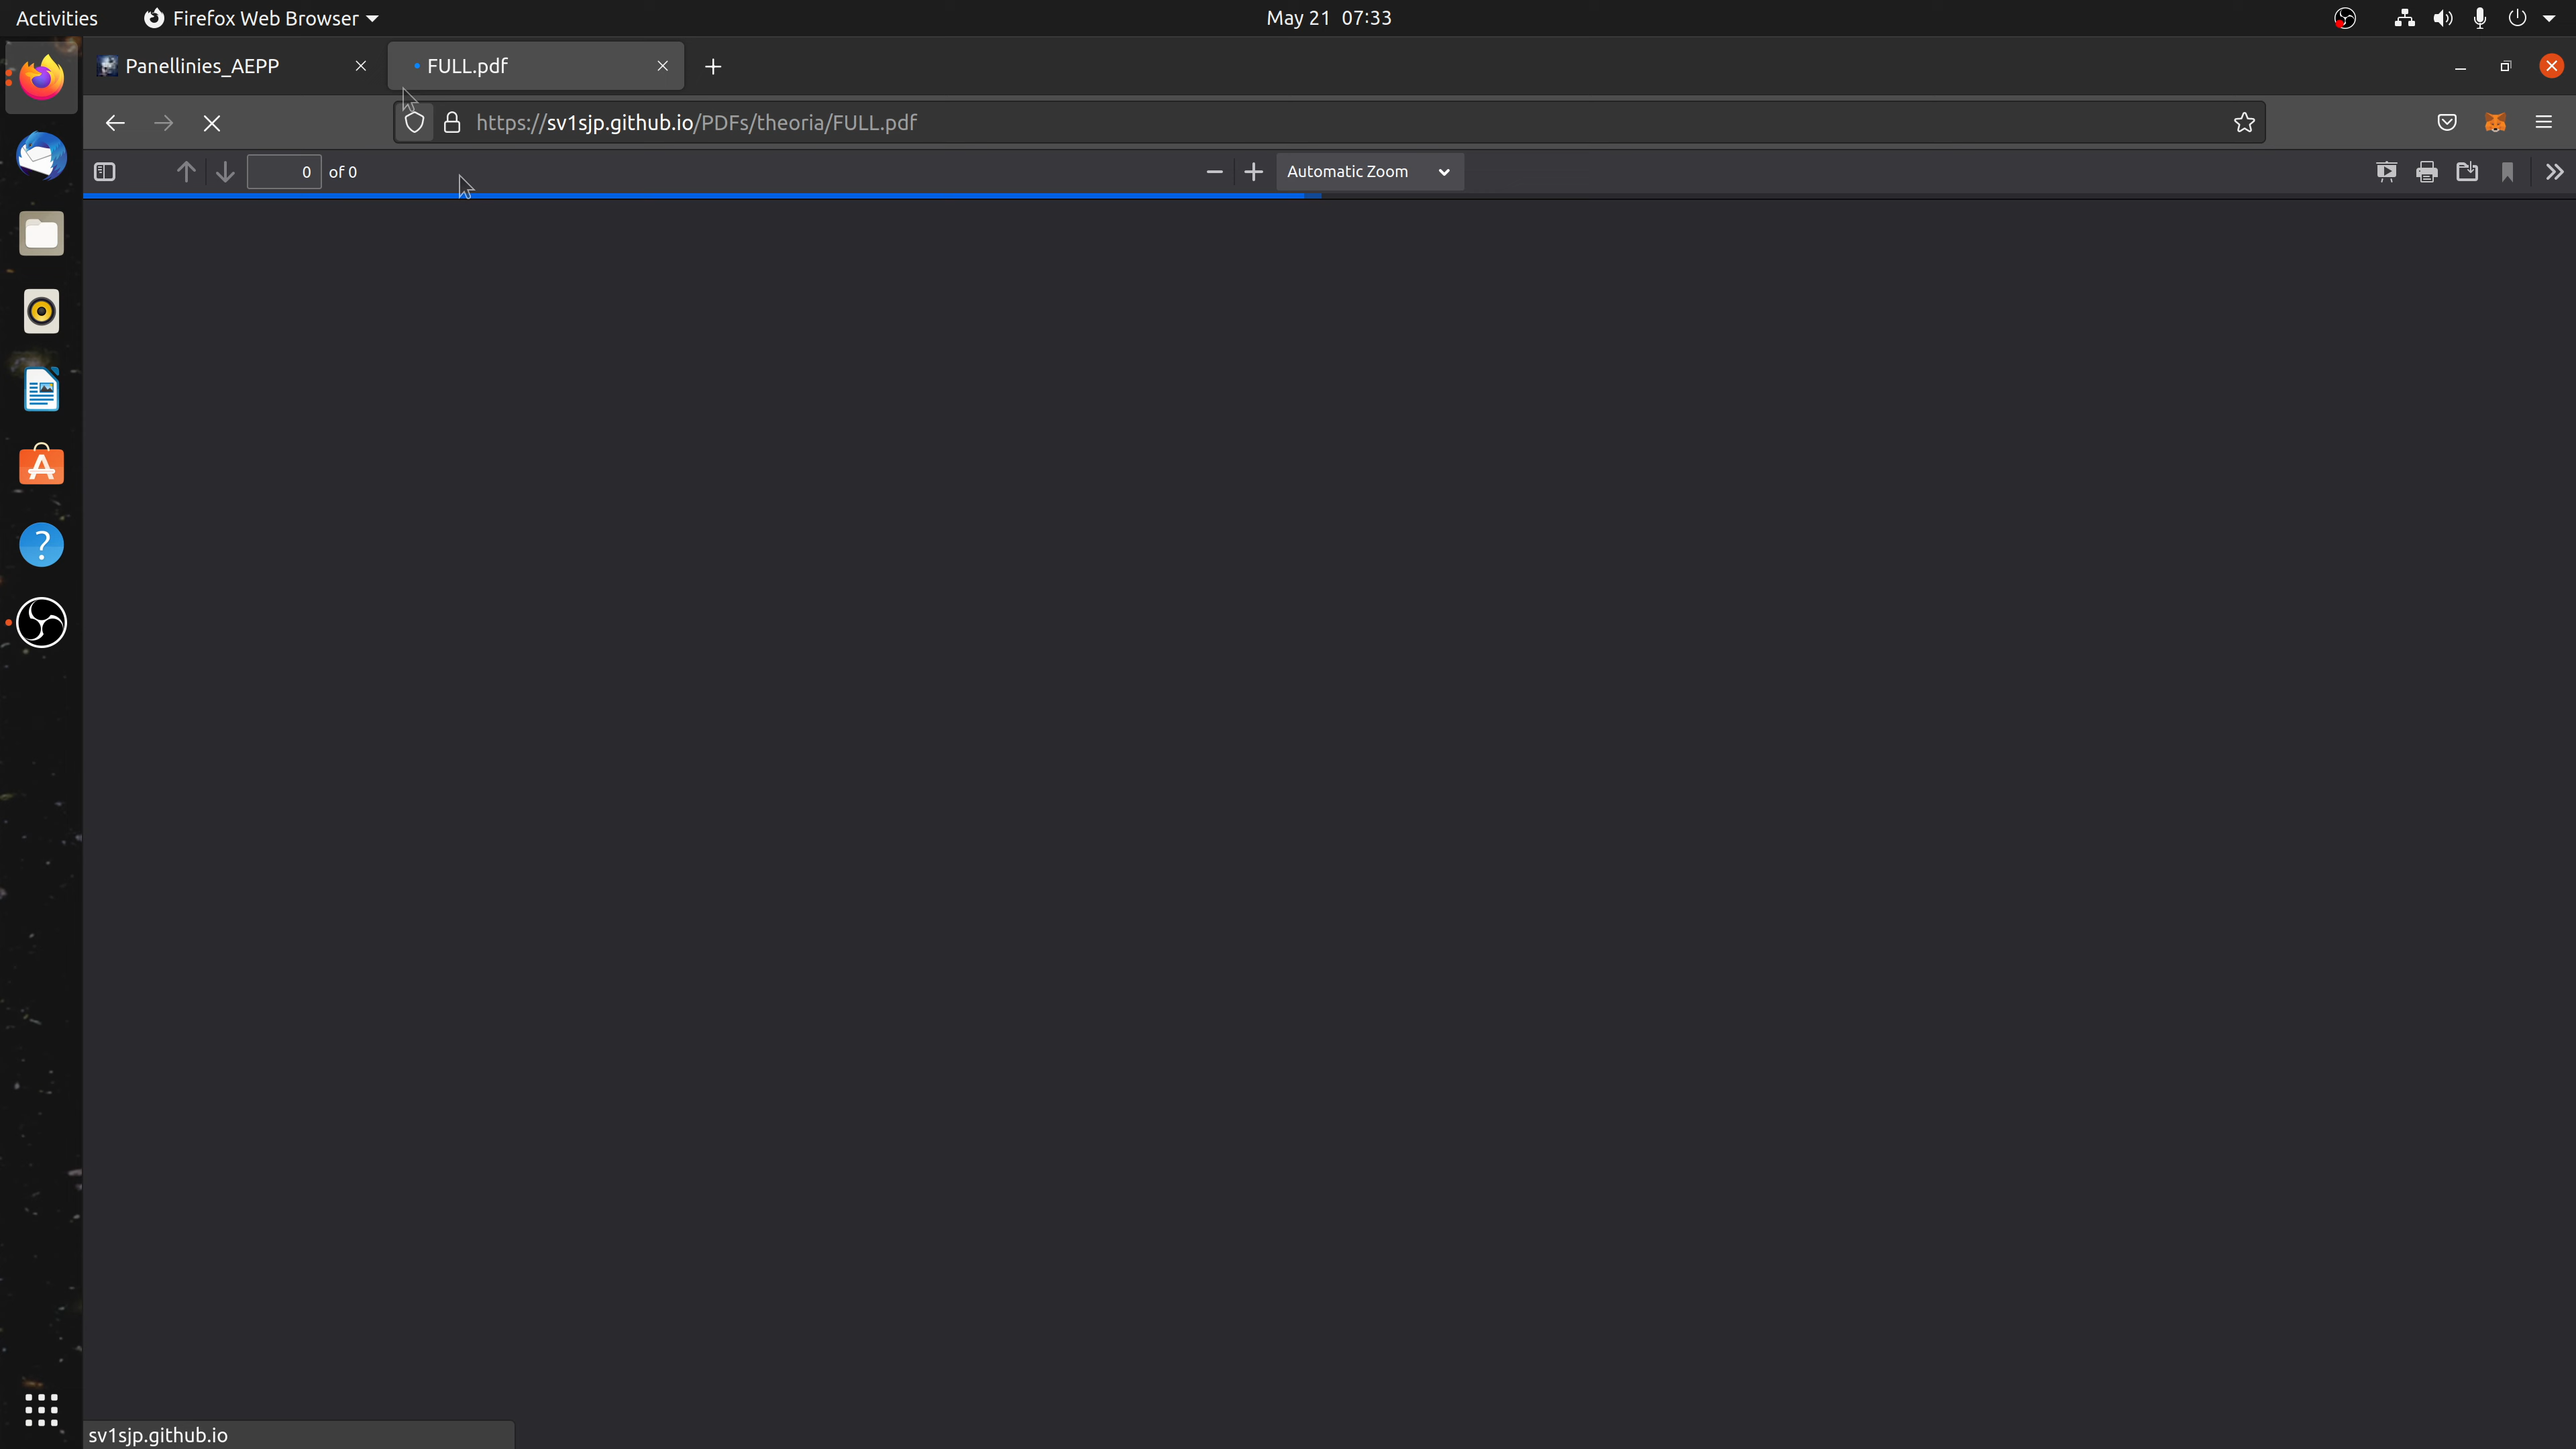 Activities Firefox Web Browser May 21 07:33
Panellinies_AEPP FULL.pdf
https://sv1sjp.github.io/PDFs/theoria/FULL.pdf
0 of 0 Automatic Zoom
sv1sjp.github.io